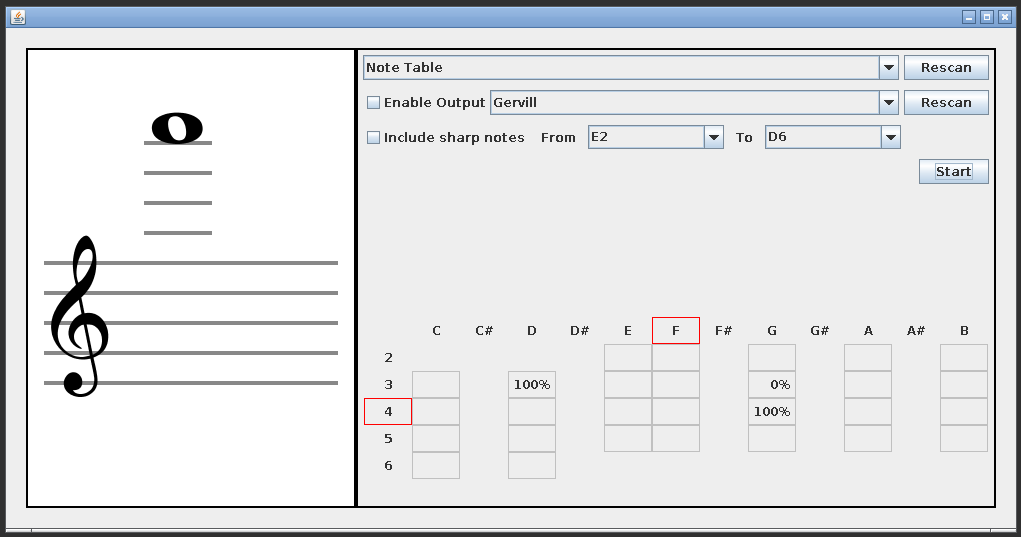 Note Table Rescan
Enable Output Gervill Rescan
Include sharp notes From E2 To D6
Start
C C# D D# E F F# G G# A A# B
2
3 100% 0%
4 100%
5
6